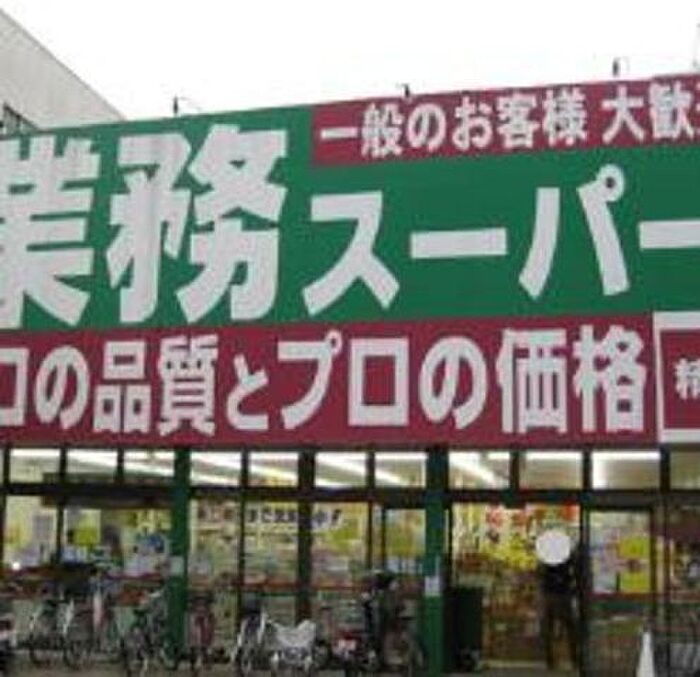 一般のお客様 大歓
業務スーパー
ロの品質とプロの価格
精